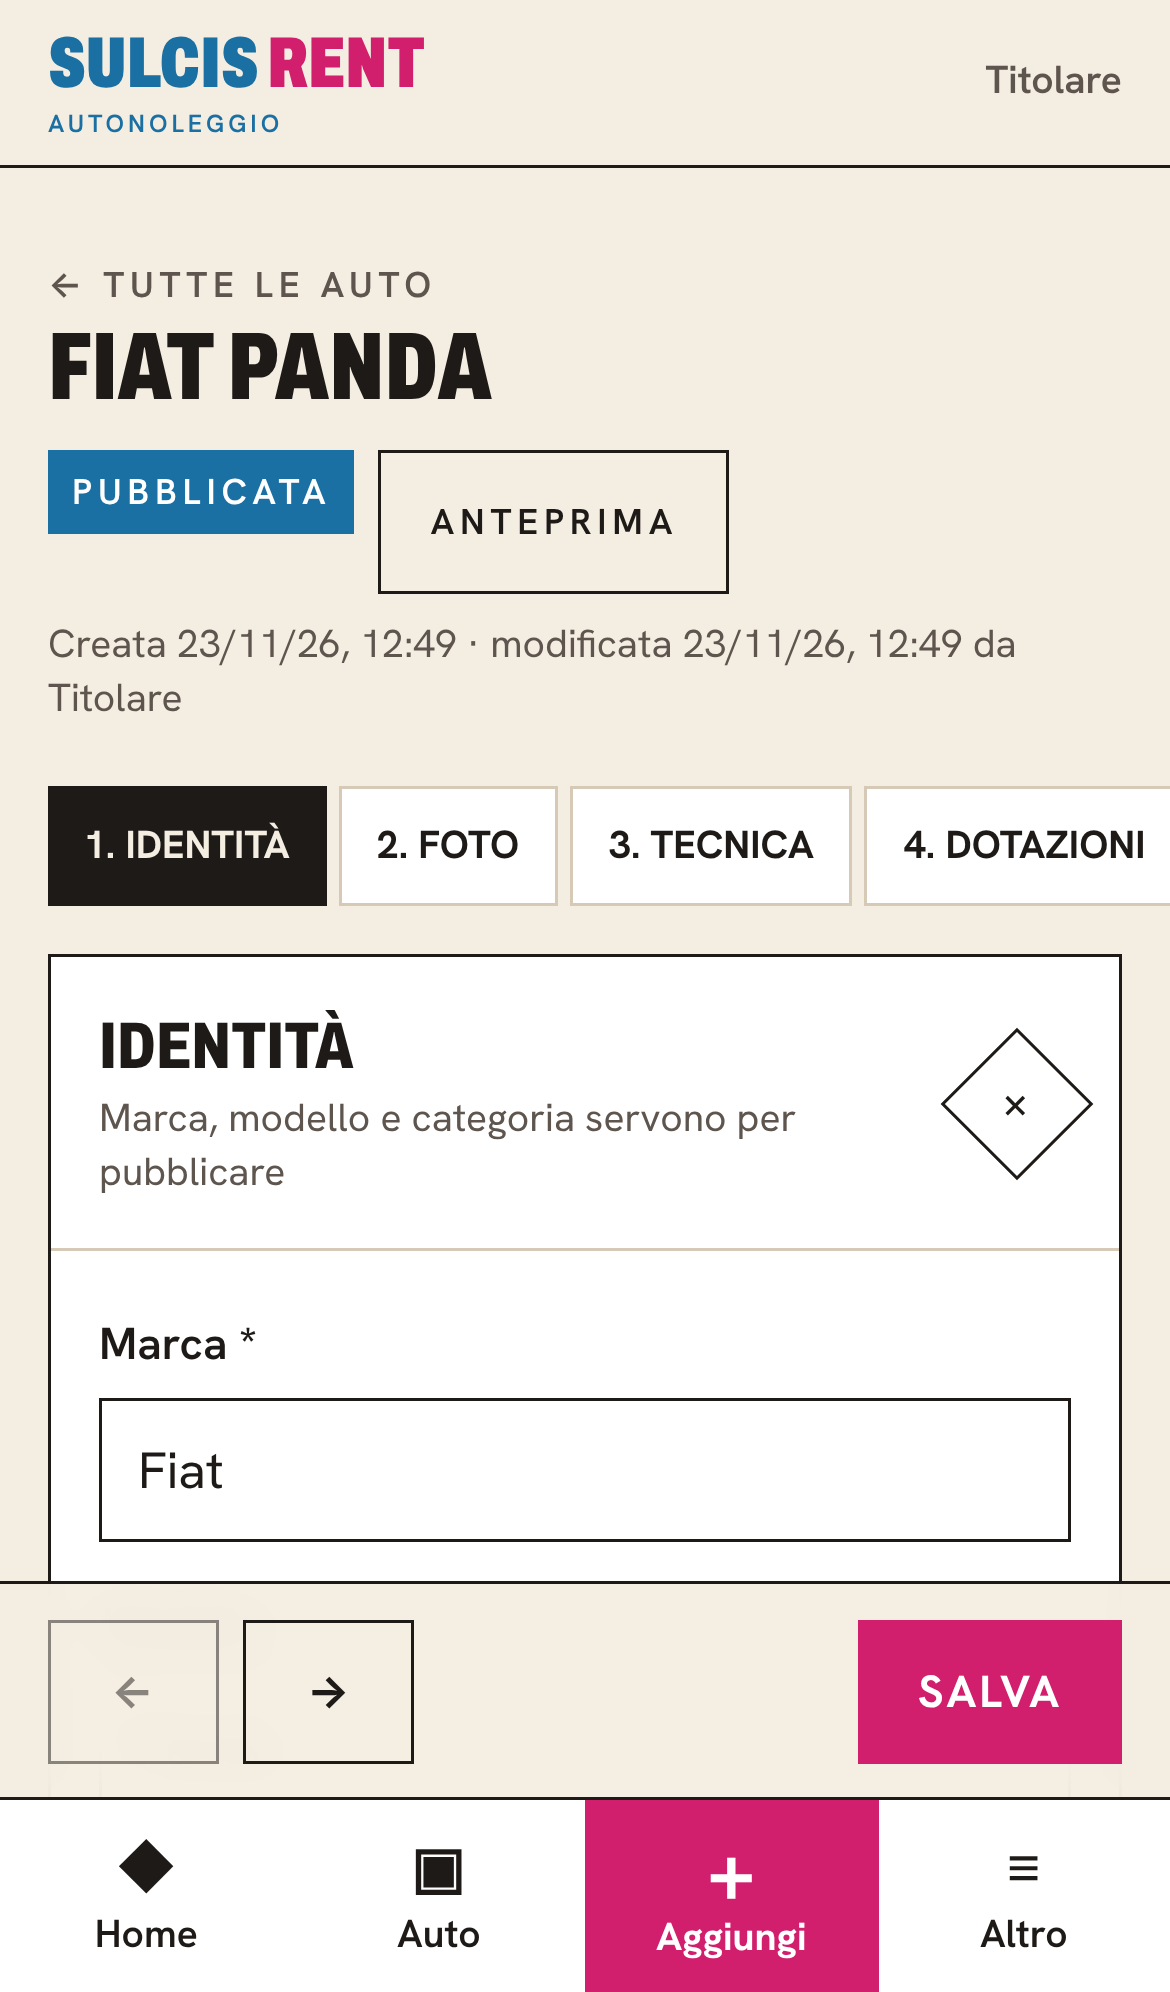 SULCIS RENT
AUTONOLEGGIO
Titolare
← TUTTE LE AUTO
FIAT PANDA
PUBBLICATA
ANTEPRIMA
Creata 23/11/26, 12:49 · modificata 23/11/26, 12:49 da
Titolare
1. IDENTITÀ
2. FOTO
3. TECNICA
4. DOTAZIONI
IDENTITÀ
Marca, modello e categoria servono per
pubblicare
×
Marca *
Fiat
← →
SALVA
Home
Auto
+
Aggiungi
≡
Altro